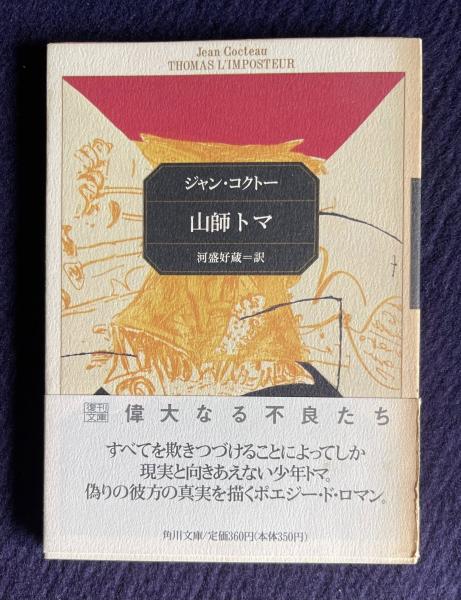 Jean Cocteau
THOMAS L'IMPOSTEUR
ジャン・コクトー
山師トマ
河盛好蔵=訳
復刊
文庫
偉大なる不良たち
すべてを欺きつづけることによってしか
現実と向きあえない少年トマ。
偽りの彼方の真実を描くポエジー・ド・ロマン。
角川文庫/定価360円(本体350円)